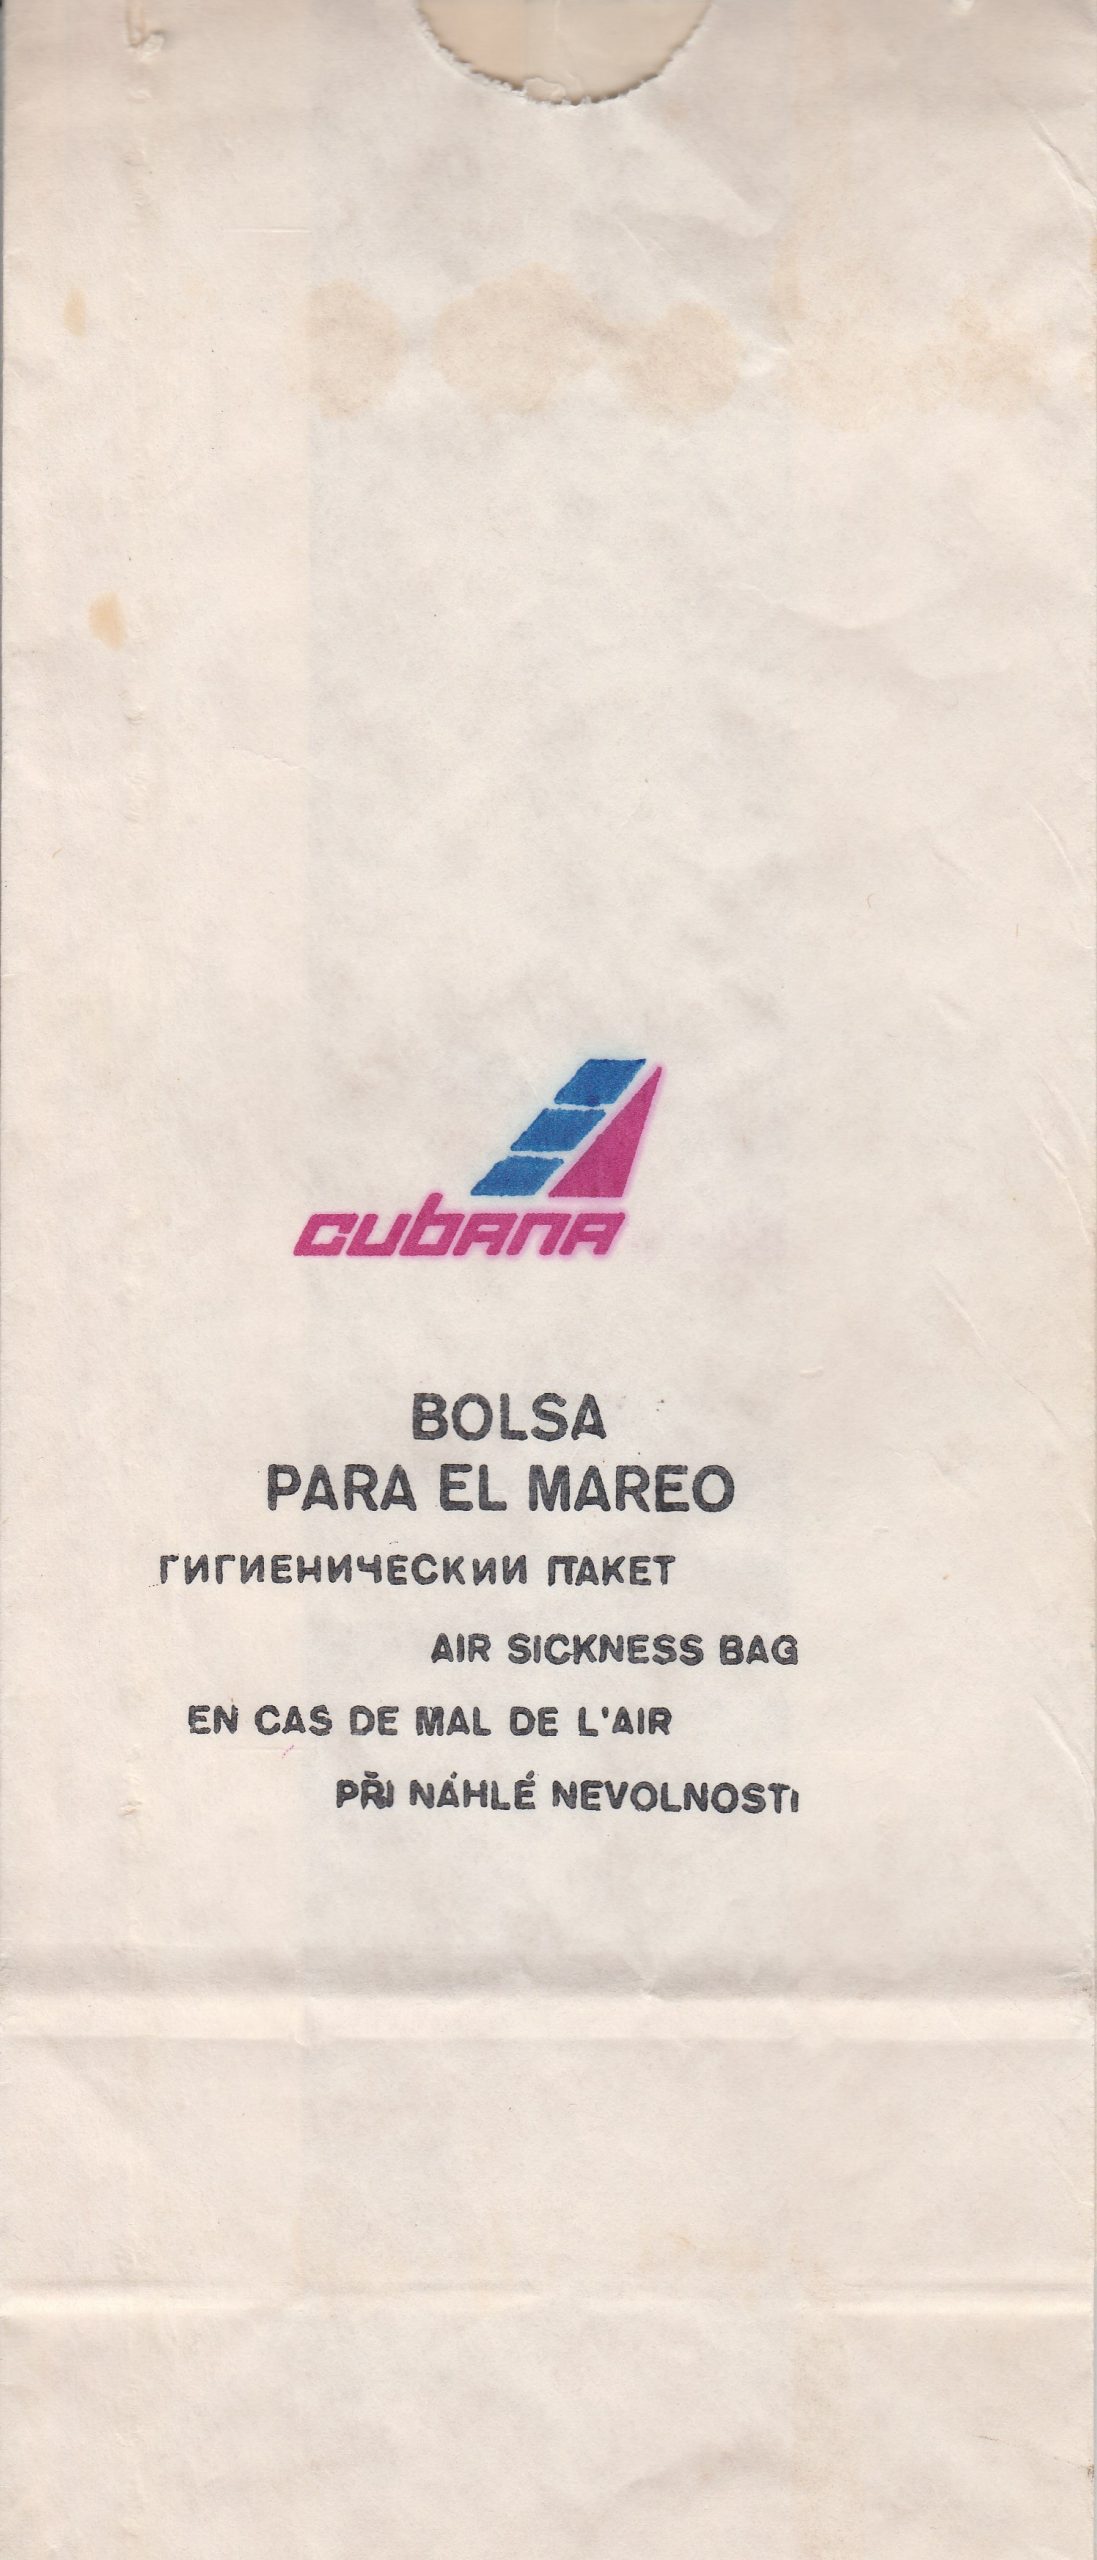 cubana
BOLSA
PARA EL MAREO
ГИГИЕНИЧЕСКИИ ПАКЕТ
AIR SICKNESS BAG
EN CAS DE MAL DE L'AIR
PŘI NÁHLÉ NEVOLNOSTI